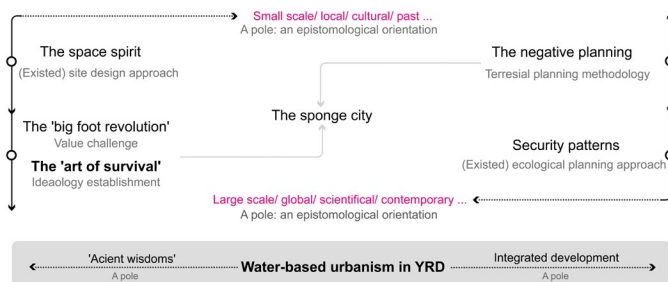 Small scale/ local/ cultural/ past ...
A pole: an epistomological orientation
The space spirit
(Existed) site design approach
The negative planning
Terresial planning methodology
The sponge city
The 'big foot revolution'
Value challenge
The 'art of survival'
Ideaology establishment
Security patterns
(Existed) ecological planning approach
Large scale/ global/ scientifical/ contemporary ...
A pole: an epistomological orientation
'Acient wisdoms'
A pole
Water-based urbanism in YRD
Integrated development
A pole